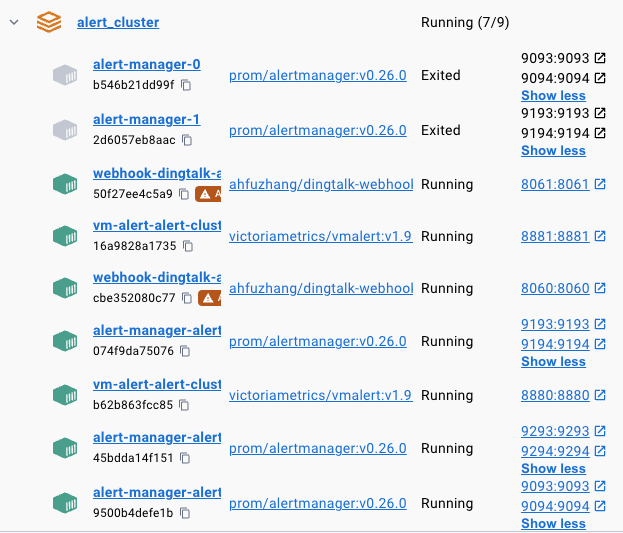 alert_cluster Running (7/9)
alert-manager-0 prom/alertmanager:v0.26.0 Exited 9093:9093
b546b21dd99f 9094:9094
Show less
alert-manager-1 prom/alertmanager:v0.26.0 Exited 9193:9193
2d6057eb8aac 9194:9194
Show less
webhook-dingtalk-a ahfuzhang/dingtalk-webhool Running 8061:8061
50f27ee4c5a9 A
vm-alert-alert-clust victoriametrics/vmalert:v1.9 Running 8881:8881
16a9828a1735
webhook-dingtalk-a ahfuzhang/dingtalk-webhool Running 8060:8060
cbe352080c77 A
alert-manager-alert prom/alertmanager:v0.26.0 Running 9193:9193
074f9da75076 9194:9194
Show less
vm-alert-alert-clust victoriametrics/vmalert:v1.9 Running 8880:8880
b62b863fcc85
alert-manager-alert prom/alertmanager:v0.26.0 Running 9293:9293
45bdda14f151 9294:9294
Show less
alert-manager-alert prom/alertmanager:v0.26.0 Running 9093:9093
9500b4defe1b 9094:9094
Show less